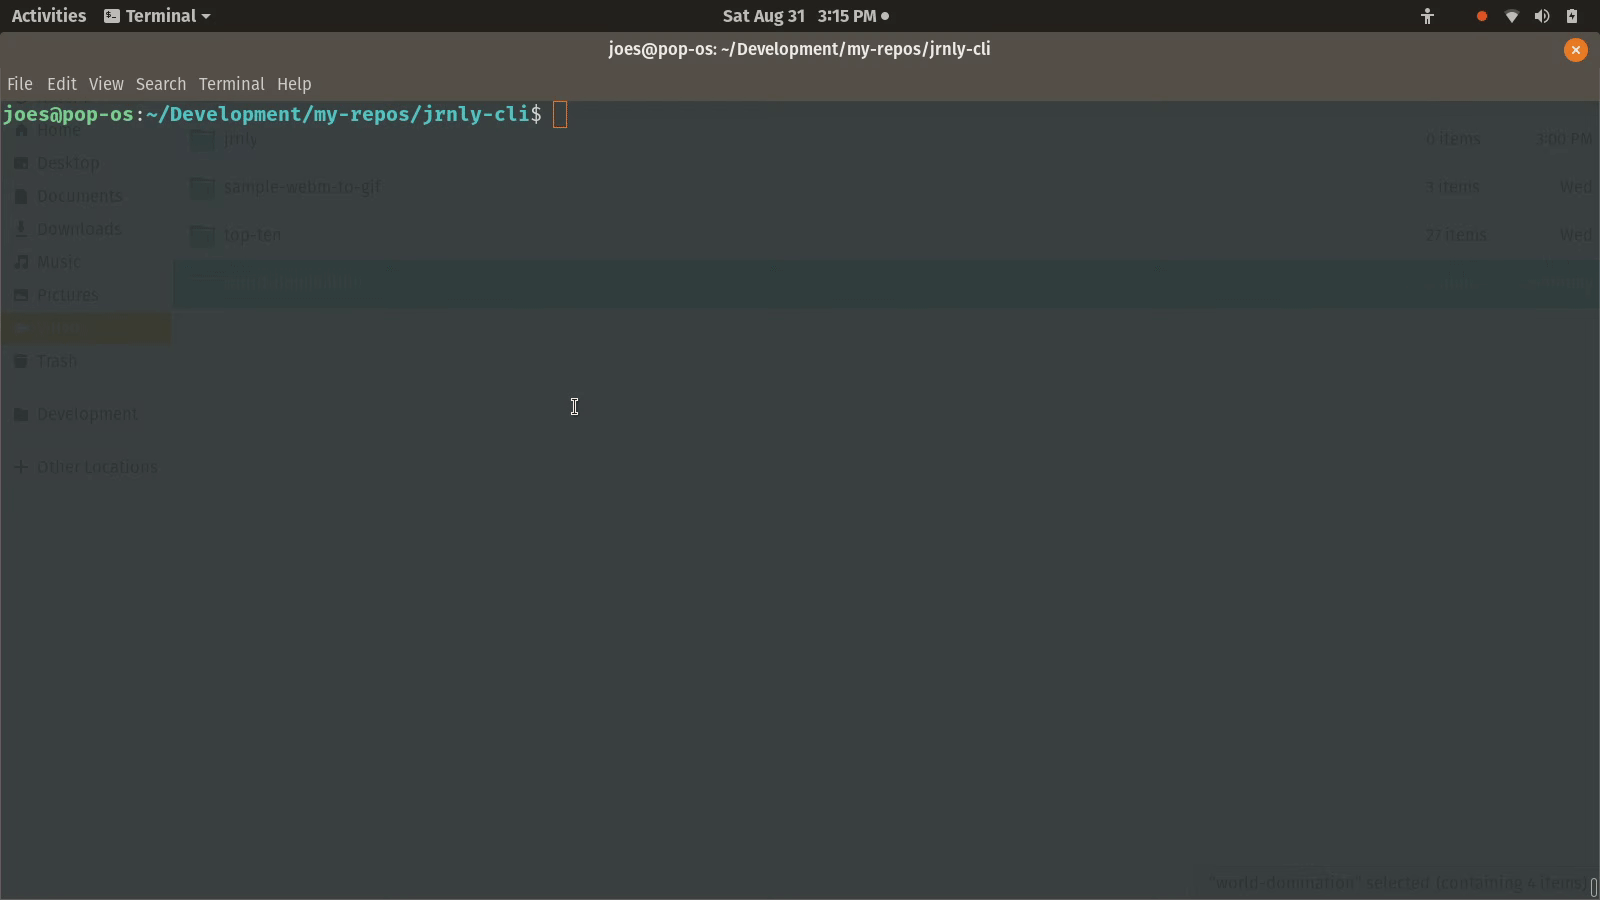 Activities Terminal Sat Aug 31 3:15 PM
joes@pop-os: ~/Development/my-repos/jrnly-cli
File Edit View Search Terminal Help
joes@pop-os:~/Development/my-repos/jrnly-cli$
Home
jrnly 0 items 3:00 PM
Desktop
sample-webm-to-gif 3 items Wed
Documents
Downloads
top-ten 27 items Wed
Music
Pictures
Trash
Development
Other Locations
"world-domination" selected (containing 4 items)